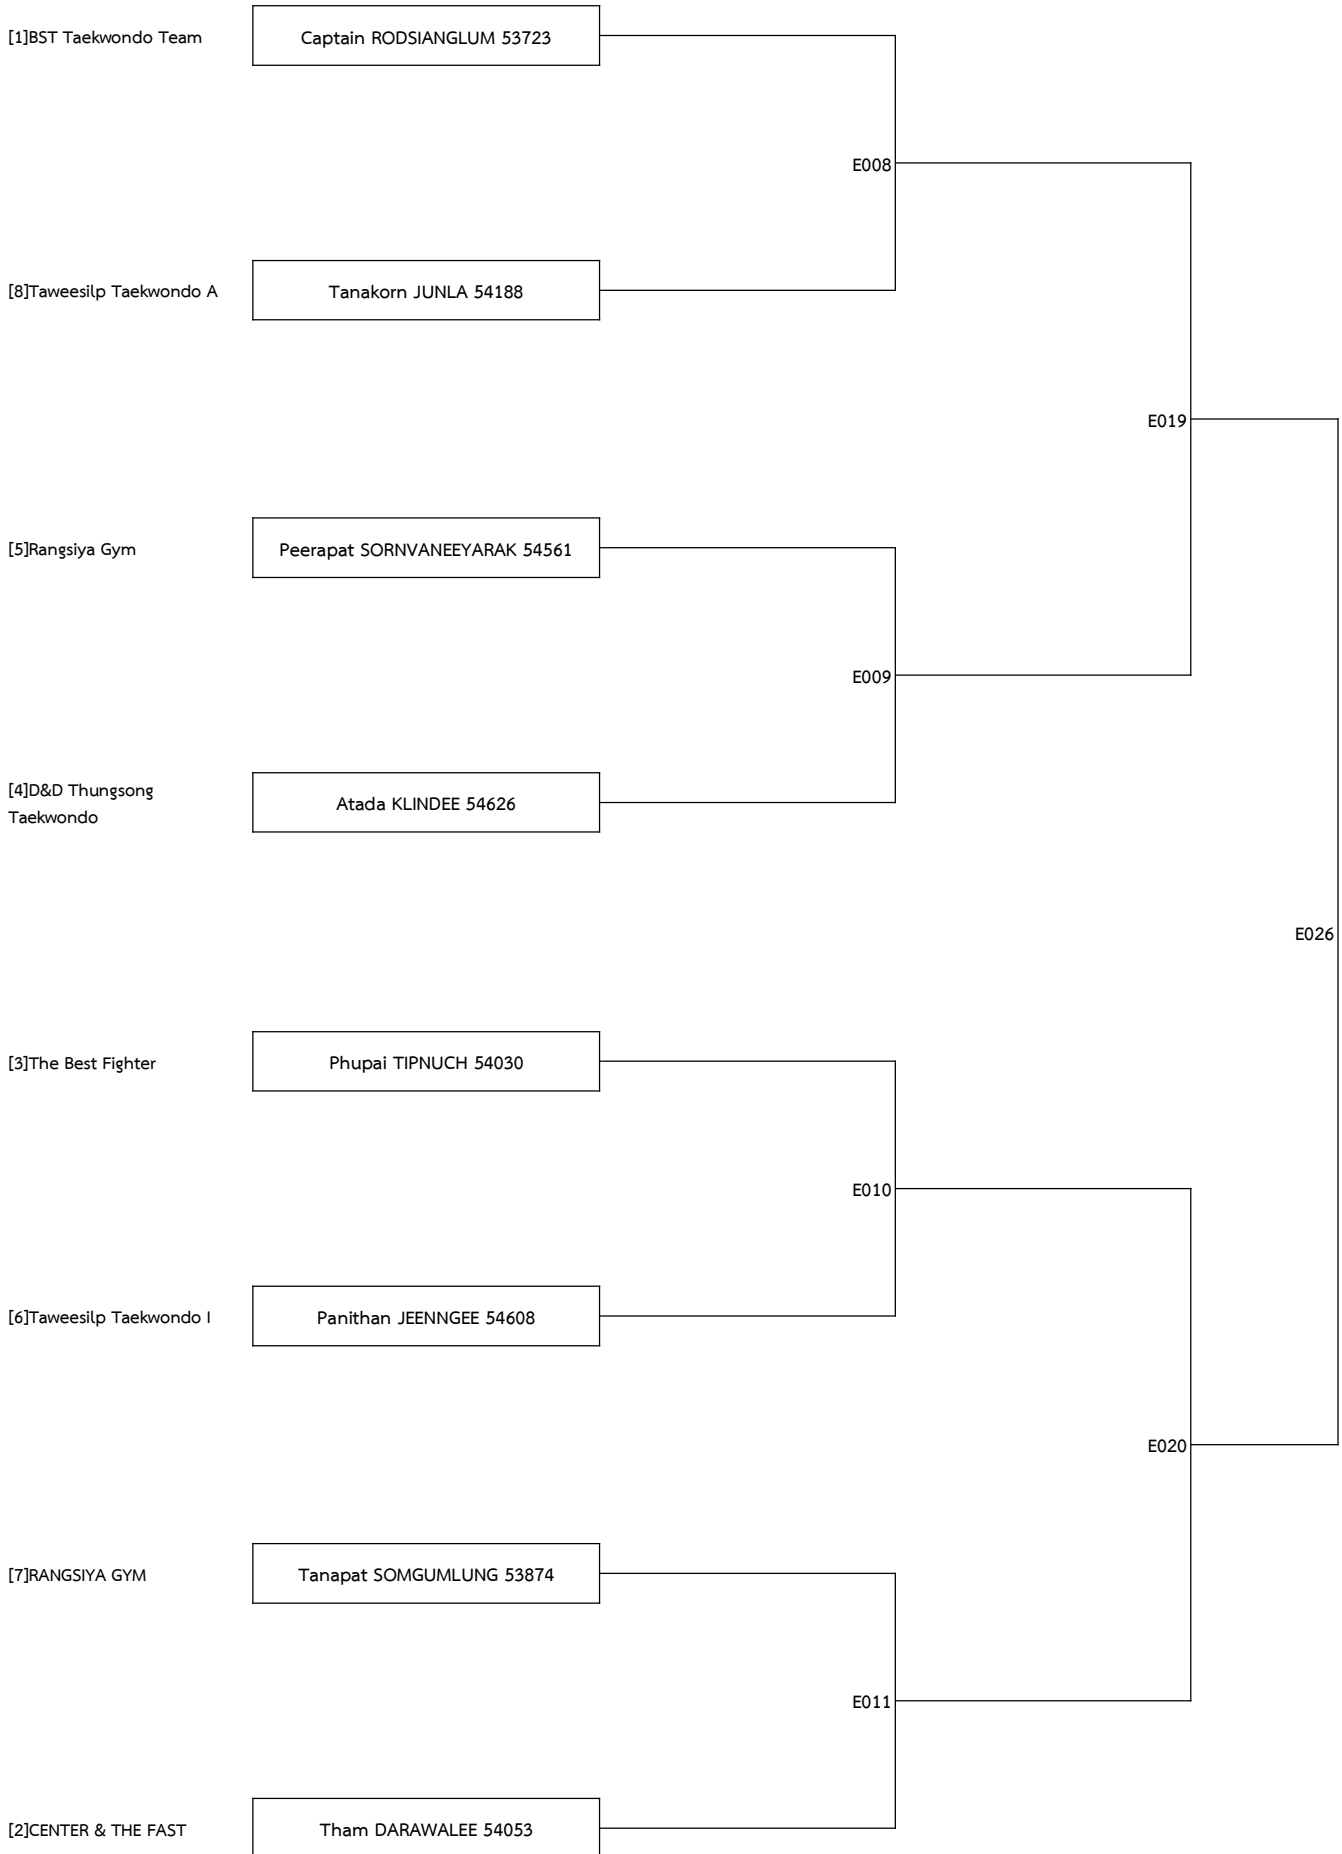 [1]BST Taekwondo Team
Captain RODSIANGLUM 53723
E008
[8]Taweesilp Taekwondo A
Tanakorn JUNLA 54188
E019
[5]Rangsiya Gym
Peerapat SORNVANEEYARAK 54561
E009
[4]D&D Thungsong
Taekwondo
Atada KLINDEE 54626
E026
[3]The Best Fighter
Phupai TIPNUCH 54030
E010
[6]Taweesilp Taekwondo I
Panithan JEENNGEE 54608
E020
[7]RANGSIYA GYM
Tanapat SOMGUMLUNG 53874
E011
[2]CENTER & THE FAST
Tham DARAWALEE 54053